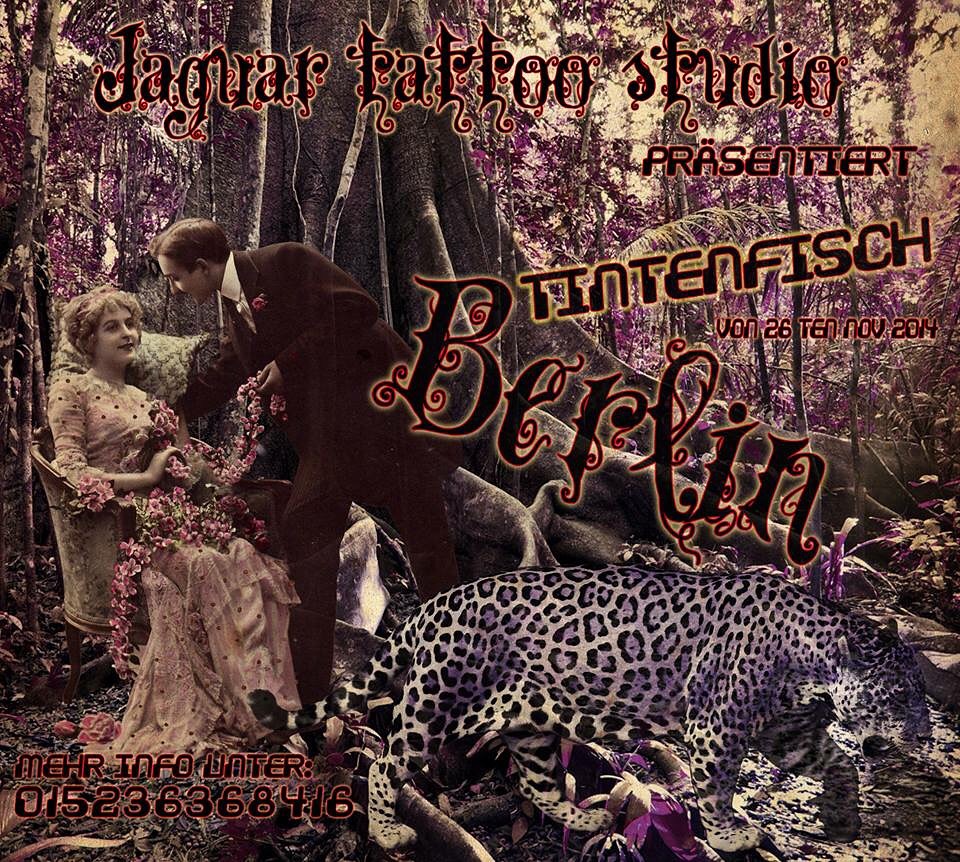 Jaguar tattoo studio
PRÄSENTIERT
TINTENFISCH
VON 26 TEN NOV 2014
Berlin
MEHR INFO UNTER:
015236368416